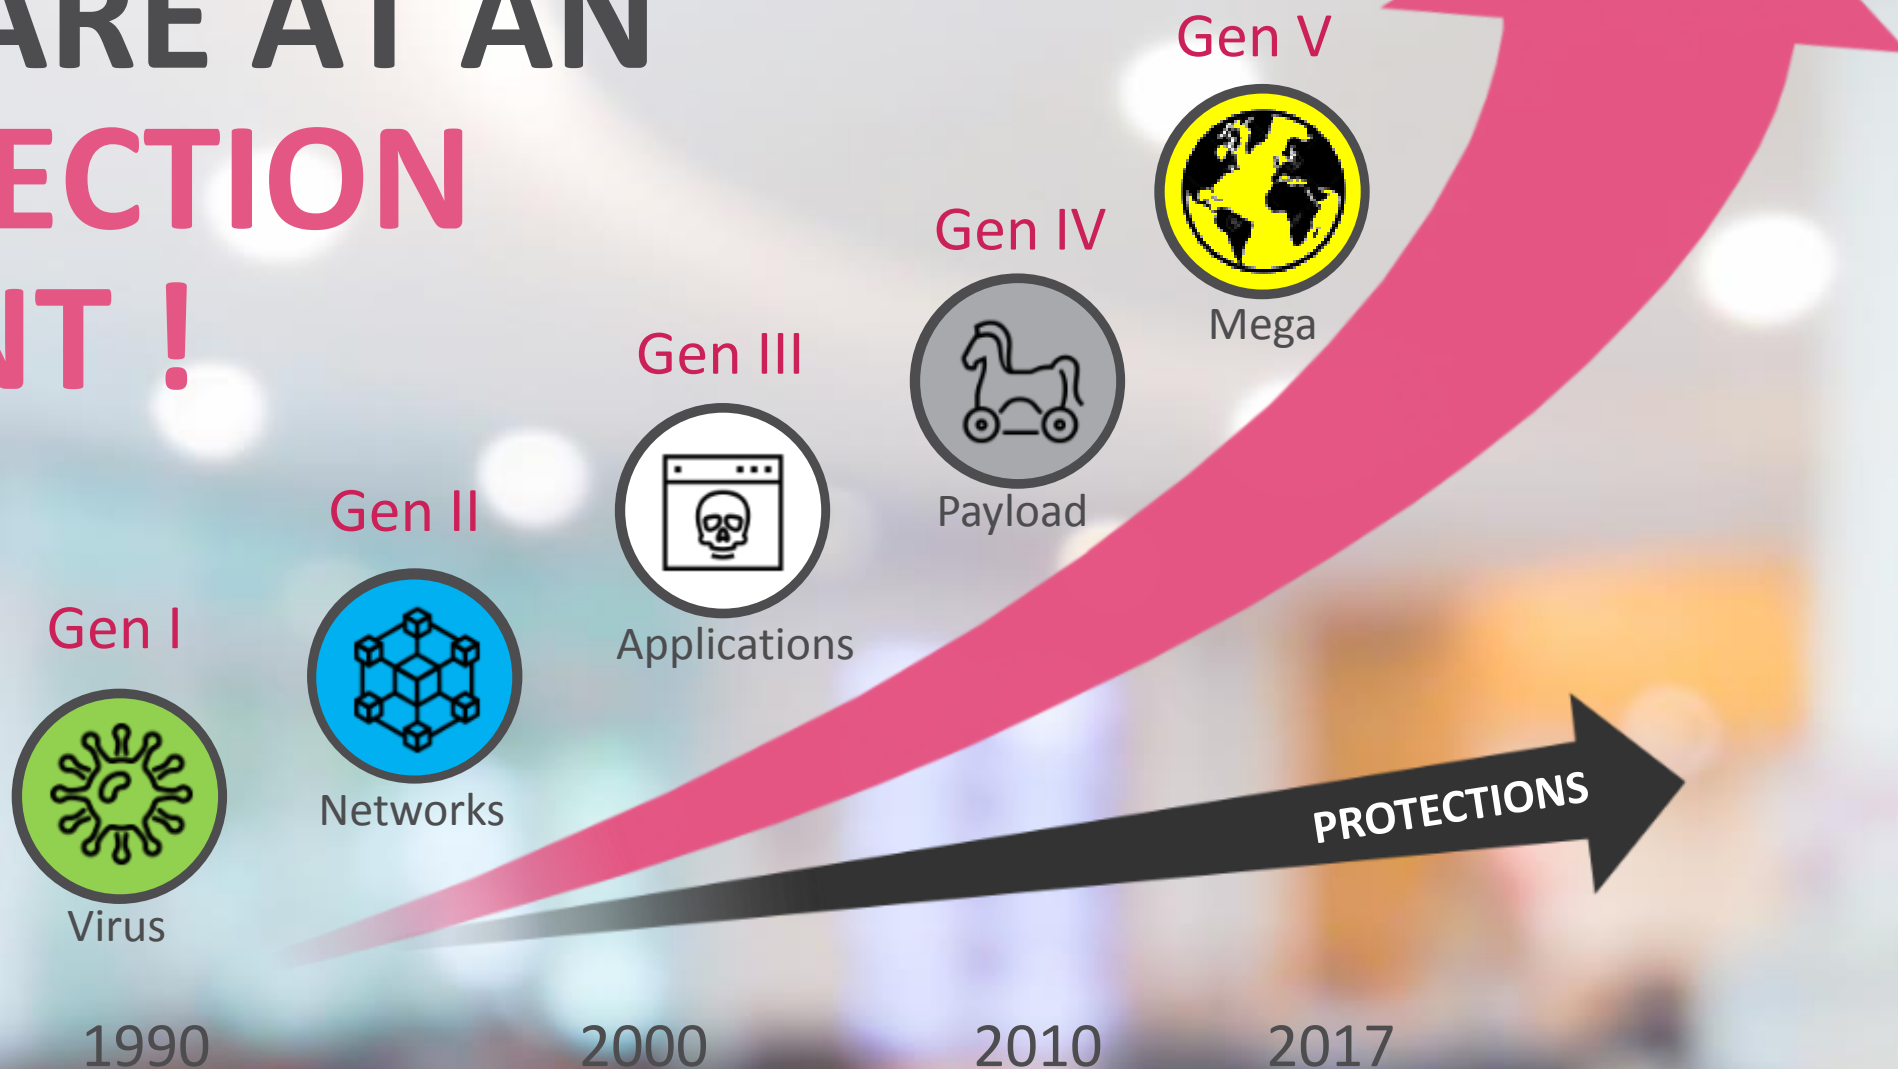 ARE AT AN
ECTION
NT !
Gen V
Mega
Gen IV
Payload
Gen III
Applications
Gen II
Networks
Gen I
Virus
PROTECTIONS
1990 2000 2010 2017